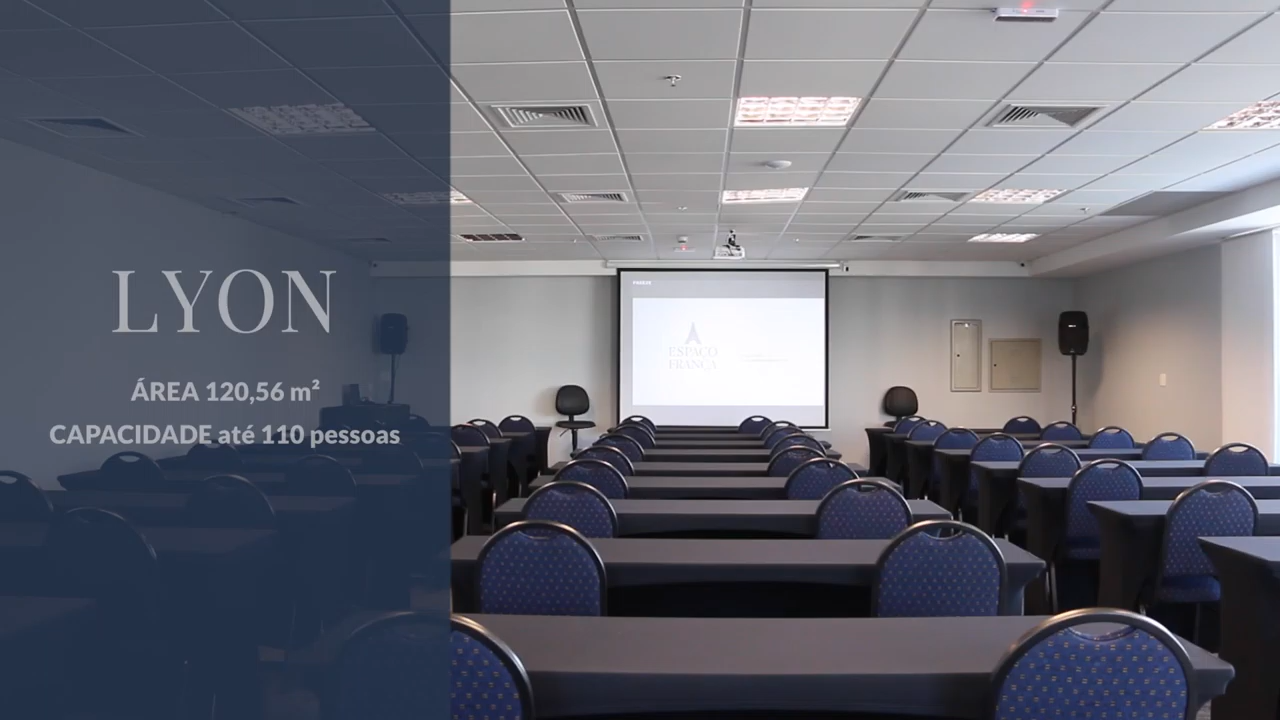 LYON
ÁREA 120,56 m²
CAPACIDADE até 110 pessoas
ESPAÇO
FRANÇA